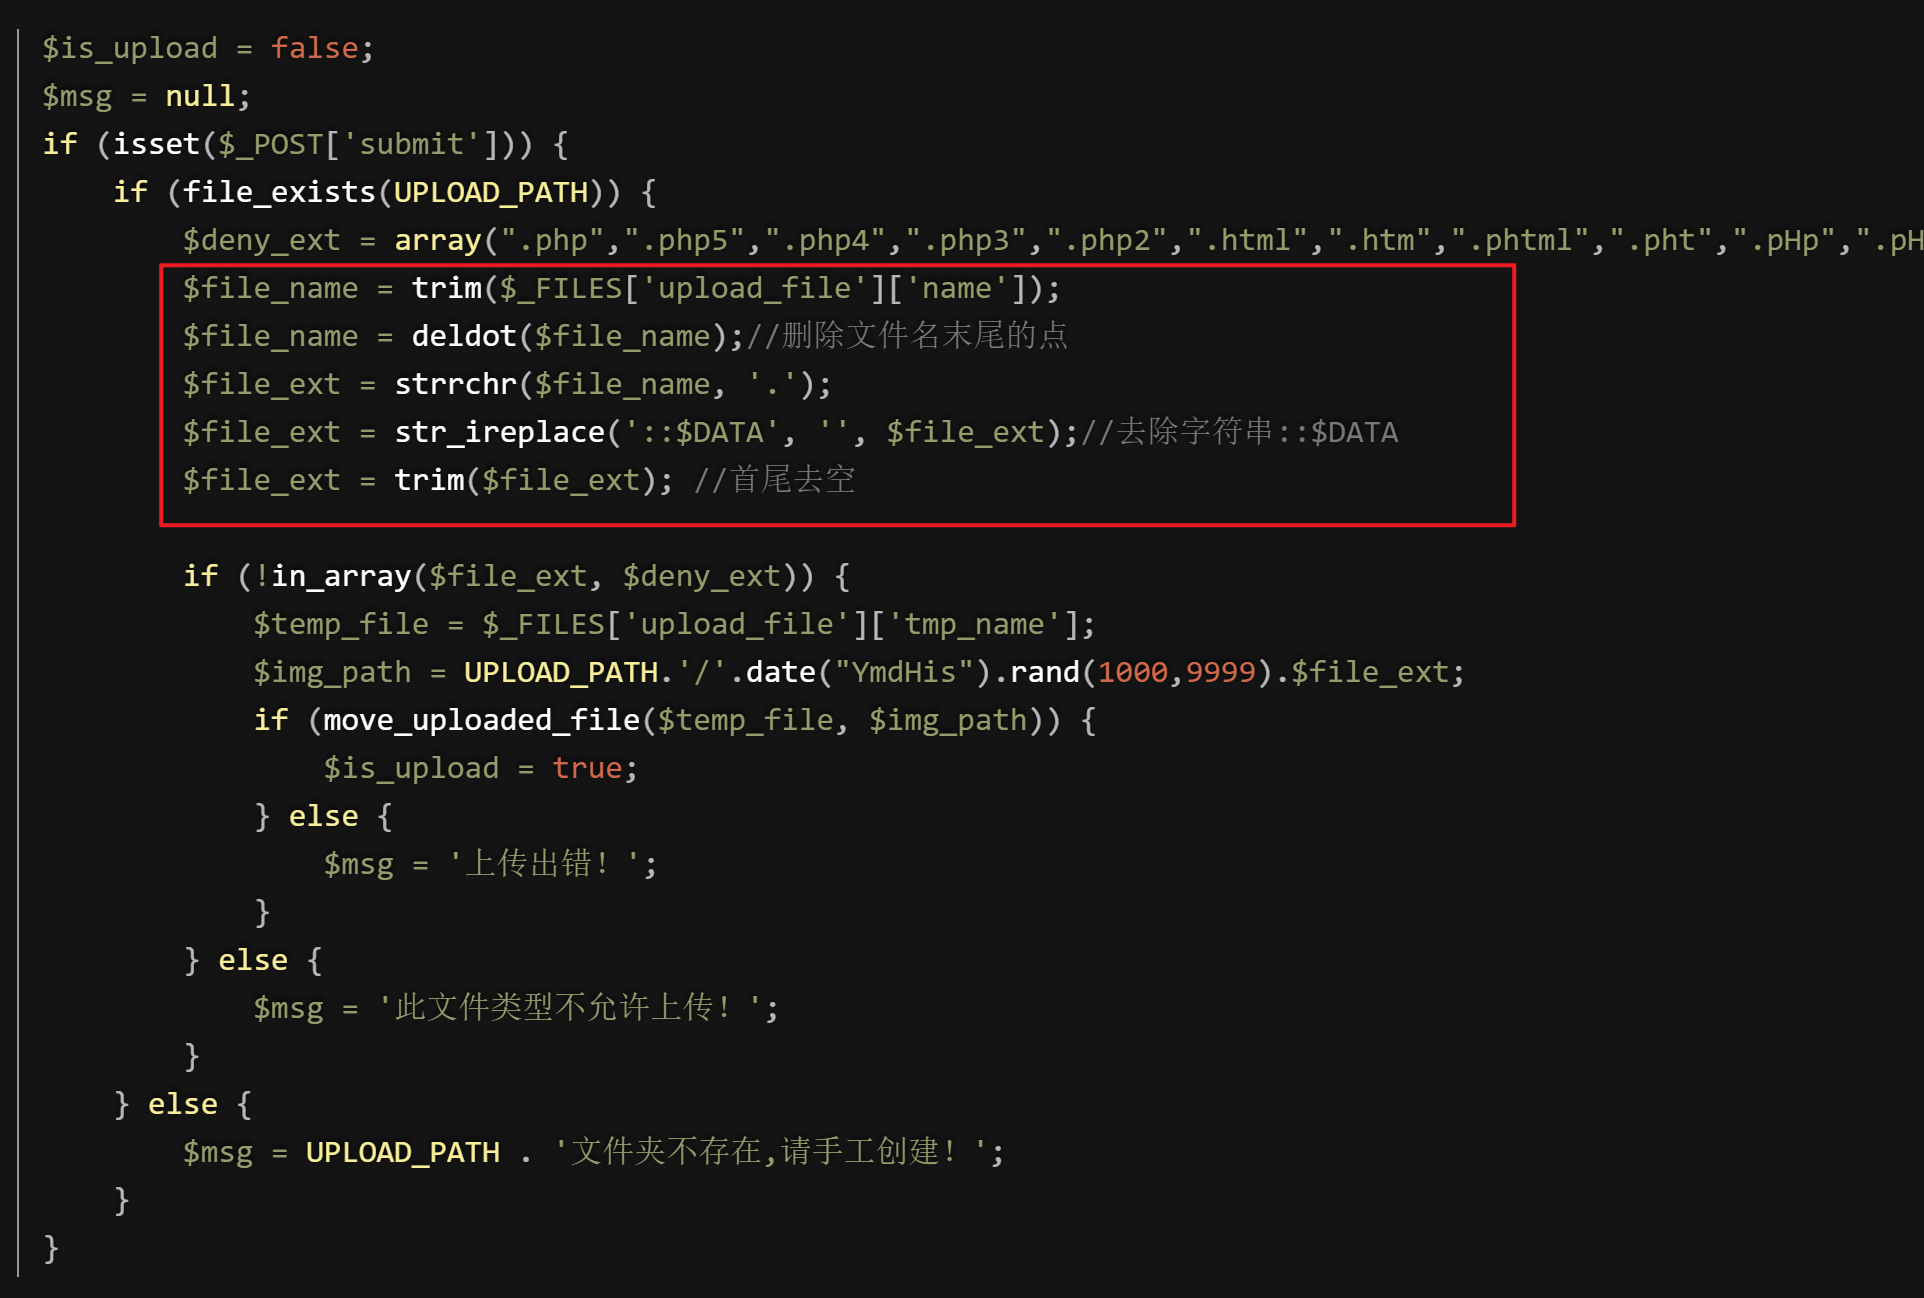 $is_upload = false;
$msg = null;
if (isset($_POST['submit'])) {
    if (file_exists(UPLOAD_PATH)) {
        $deny_ext = array(".php",".php5",".php4",".php3",".php2",".html",".htm",".phtml",".pht",".pHp",".pH
        $file_name = trim($_FILES['upload_file']['name']);
        $file_name = deldot($file_name);//删除文件名末尾的点
        $file_ext = strrchr($file_name, '.');
        $file_ext = str_ireplace('::$DATA', '', $file_ext);//去除字符串::$DATA
        $file_ext = trim($file_ext); //首尾去空
        if (!in_array($file_ext, $deny_ext)) {
            $temp_file = $_FILES['upload_file']['tmp_name'];
            $img_path = UPLOAD_PATH.'/'.date("YmdHis").rand(1000,9999).$file_ext;
            if (move_uploaded_file($temp_file, $img_path)) {
                $is_upload = true;
            } else {
                $msg = '上传出错！';
            }
        } else {
            $msg = '此文件类型不允许上传！';
        }
    } else {
        $msg = UPLOAD_PATH . '文件夹不存在,请手工创建！';
    }
}